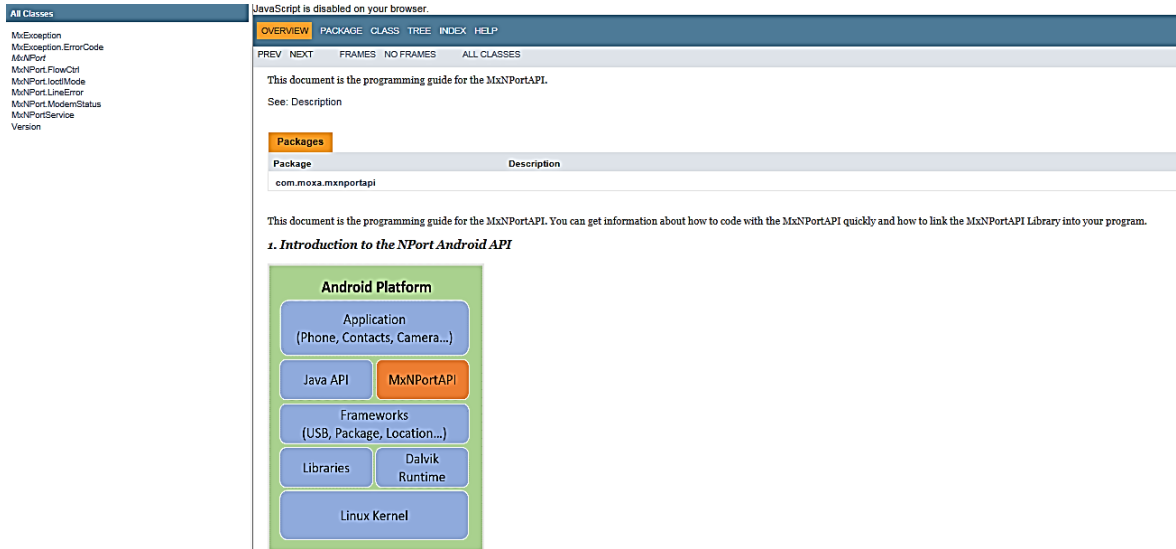 All Classes
MxException
MxException.ErrorCode
MxNPort
MxNPort.FlowCtrl
MxNPort.IoctlMode
MxNPort.LineError
MxNPort.ModemStatus
MxNPortService
Version
JavaScript is disabled on your browser.
OVERVIEW PACKAGE CLASS TREE INDEX HELP
PREV NEXT FRAMES NO FRAMES ALL CLASSES
This document is the programming guide for the MxNPortAPI.
See: Description
Packages
Package Description
com.moxa.mxnportapi
This document is the programming guide for the MxNPortAPI. You can get information about how to code with the MxNPortAPI quickly and how to link the MxNPortAPI Library into your program.
1. Introduction to the NPort Android API
Android Platform
Application
(Phone, Contacts, Camera...)
Java API MxNPortAPI
Frameworks
(USB, Package, Location...)
Libraries Dalvik
Runtime
Linux Kernel